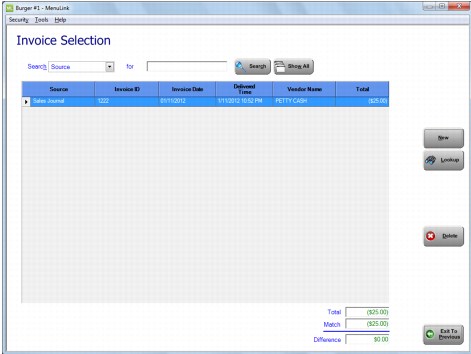 Burger #1 - MenuLink
Security Tools Help
Invoice Selection
Search Source for Search Show All
Source Invoice ID Invoice Date Delivered Time Vendor Name Total
Sales Journal 1222 01/11/2012 1/11/2012 10:52 PM PETTY CASH ($25.00)
New
Lookup
Delete
Total ($25.00)
Match ($25.00)
Difference $0.00
Exit To Previous